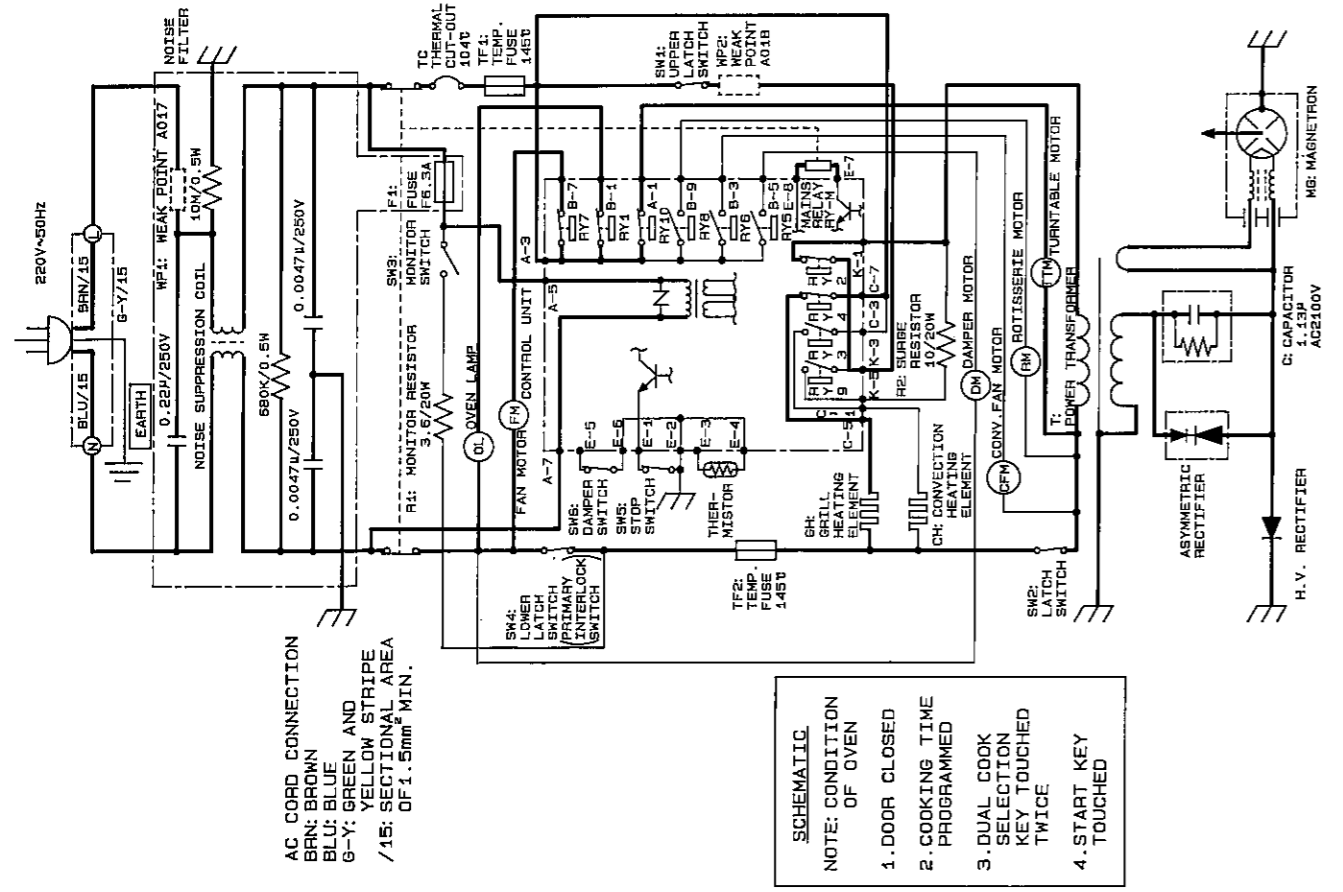 220V~50HZ
N
BLU/15
BRN/15
L
G-Y/15
EARTH
0.22µ/250V
WP1: WEAK POINT A017
10M/0.5W
NOISE
FILTER
NOISE SUPPRESSION COIL
680K/0.5W
0.0047µ/250V
0.0047µ/250V
AC CORD CONNECTION
BRN: BROWN
BLU: BLUE
G-Y: GREEN AND
YELLOW STRIPE
/15: SECTIONAL AREA
OF 1.5mm² MIN.
R1: MONITOR RESISTOR
3.6/20W
SW3:
MONITOR
SWITCH
F1:
FUSE
F6.3A
TC
THERMAL
CUT-OUT
104℃
TF1:
TEMP.
FUSE
145℃
OL
OVEN LAMP
FM
FAN MOTOR
CONTROL UNIT
A-7
A-5
A-3
SW4:
LOWER
LATCH
SWITCH
(PRIMARY
INTERLOCK
SWITCH)
SW6:
DAMPER
SWITCH
E-5
E-6
SW5:
STOP
SWITCH
E-1
E-2
THER-
MISTOR
E-3
E-4
B-7
RY7
B-1
RY1
A-1
RY10
B-9
RY8
B-3
RY6
B-5
RY5
E-8
MAINS
RELAY
RY-M
E-7
SW1:
UPPER
LATCH
SWITCH
WP2:
WEAK
POINT
A018
TF2:
TEMP.
FUSE
145℃
GH:
GRILL
HEATING
ELEMENT
CH: CONVECTION
HEATING
ELEMENT
C-5
C
1
R
Y
9
K-5
R
Y
3
K-3
R
Y
4
C-3
R
Y
2
C-7
K-1
R2: SURGE
RESISTOR
10/20W
DM
DAMPER MOTOR
CFM
CONV. FAN MOTOR
RM
ROTISSERIE MOTOR
TM
TURNTABLE MOTOR
SW2:
LATCH
SWITCH
T:
POWER TRANSFORMER
ASYMMETRIC
RECTIFIER
C: CAPACITOR
1.13µ
AC2100V
H.V. RECTIFIER
MG: MAGNETRON
SCHEMATIC
NOTE: CONDITION
OF OVEN
1. DOOR CLOSED
2. COOKING TIME
PROGRAMMED
3. DUAL COOK
SELECTION
KEY TOUCHED
TWICE
4. START KEY
TOUCHED